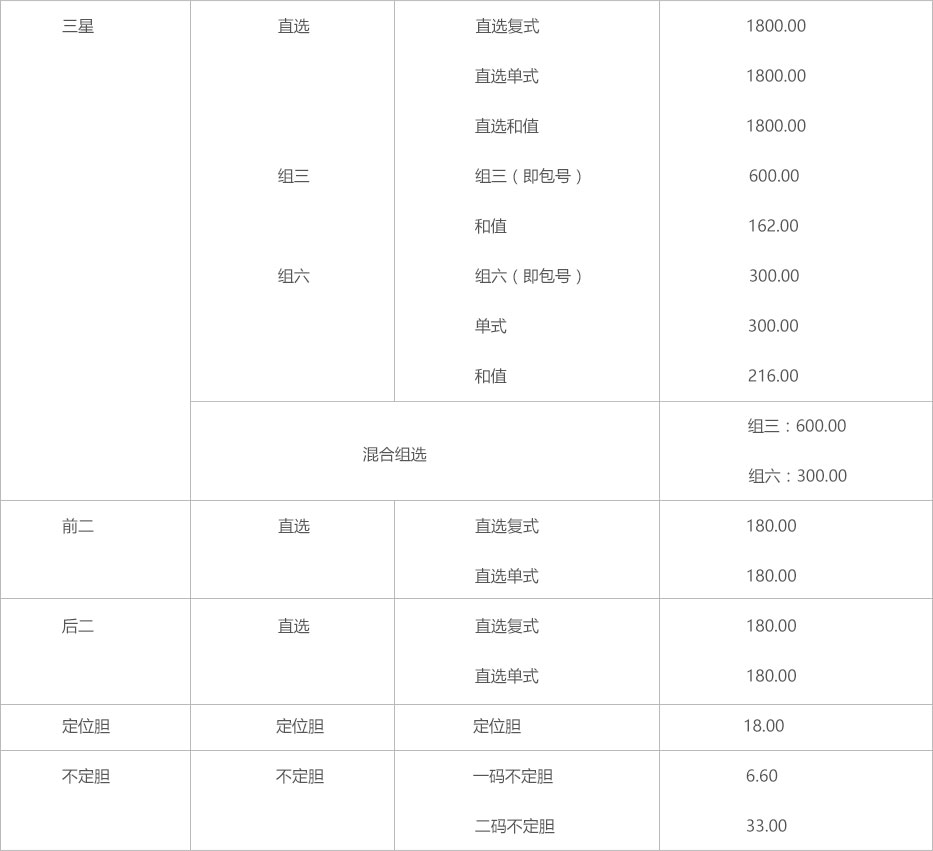 三星 直选 直选复式 1800.00
直选单式 1800.00
直选和值 1800.00
组三 组三（即包号） 600.00
和值 162.00
组六 组六（即包号） 300.00
单式 300.00
和值 216.00
组三：600.00
混合组选
组六：300.00
前二 直选 直选复式 180.00
直选单式 180.00
后二 直选 直选复式 180.00
直选单式 180.00
定位胆 定位胆 定位胆 18.00
不定胆 不定胆 一码不定胆 6.60
二码不定胆 33.00